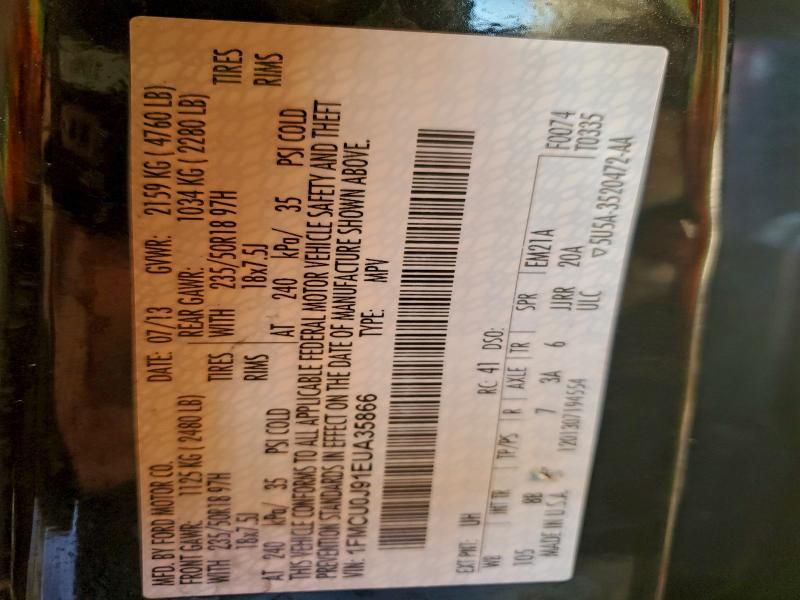 MFD. BY FORD MOTOR CO. DATE: 07/13 GVWR: 2159 KG ( 4760 LB)
FRONT GAWR: 1125 KG ( 2480 LB) REAR GAWR: 1034 KG ( 2280 LB)
WITH 235/50R18 97H TIRES WITH 235/50R18 97H TIRES
18x7.5J RIMS 18x7.5J RIMS
AT 240 kPa/ 35 PSI COLD AT 240 kPa/ 35 PSI COLD
THIS VEHICLE CONFORMS TO ALL APPLICABLE FEDERAL MOTOR VEHICLE SAFETY AND THEFT
PREVENTION STANDARDS IN EFFECT ON THE DATE OF MANUFACTURE SHOWN ABOVE.
VIN: 1FMCU0J91EUA35866 TYPE: MPV
EXT PNT: UH RC: 41 DSO:
WB INT TR TP/PS R AXLE TR SPR EM21A F0074
105 BB 7 3A 6 JJRR 20A T0335
MADE IN U.S.A. 1201307194554 ULC ▽5U5A-3520472-AA